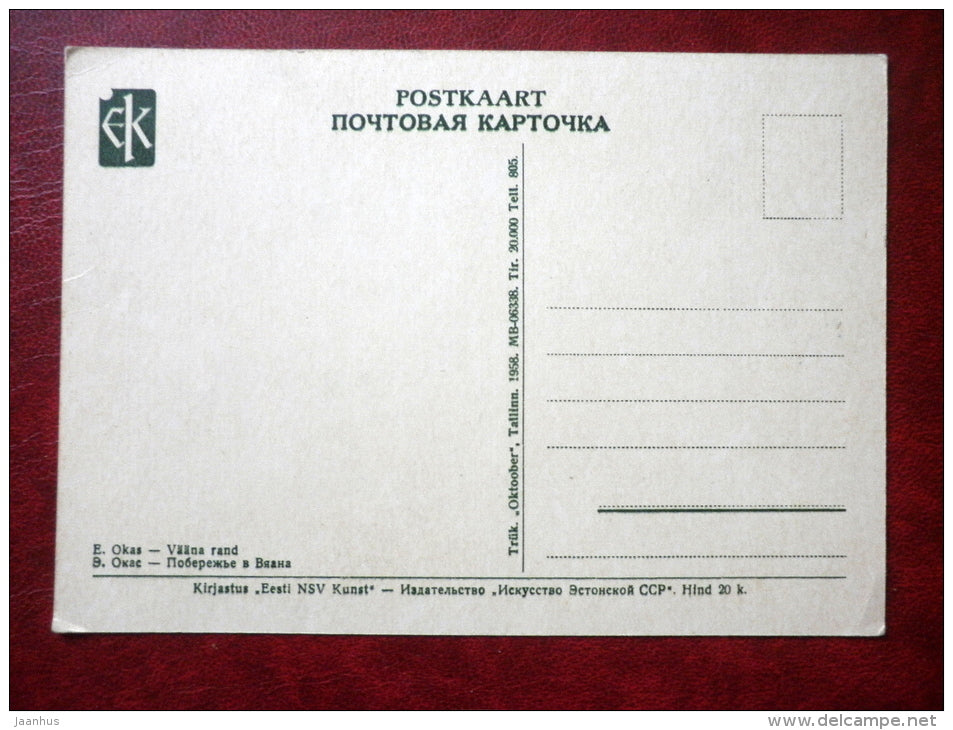 EK
POSTKAART
ПОЧТОВАЯ КАРТОЧКА
Trük. „Oktoober“, Tallinn. 1958. MB-06338. Tir. 20.000 Tell. 805.
E. Okas — Vääna rand
Э. Окас — Побережье в Вяана
Kirjastus „Eesti NSV Kunst“ — Издательство „Искусство Эстонской ССР“. Hind 20 k.
jaanhus
www.delcampe.net